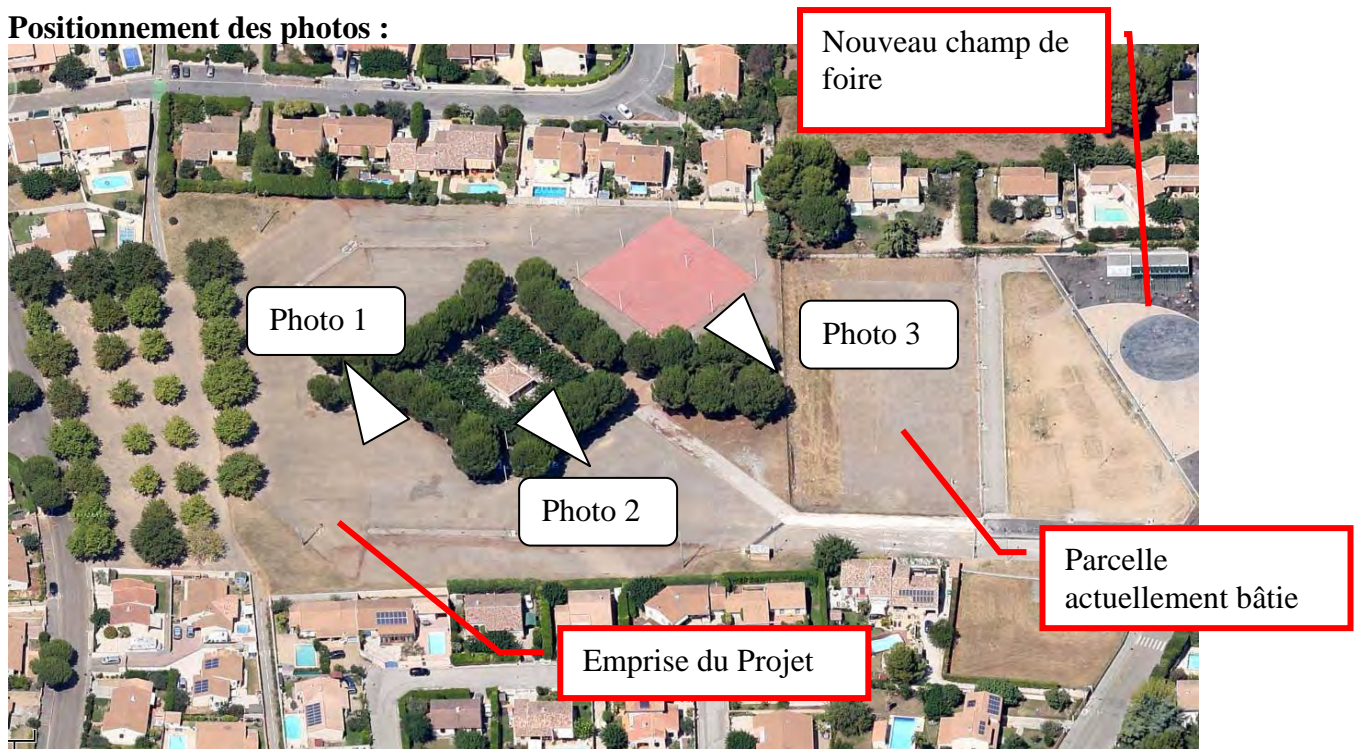 Positionnement des photos :
Nouveau champ de
foire
Photo 1
Photo 3
Photo 2
Parcelle
actuellement bâtie
Emprise du Projet